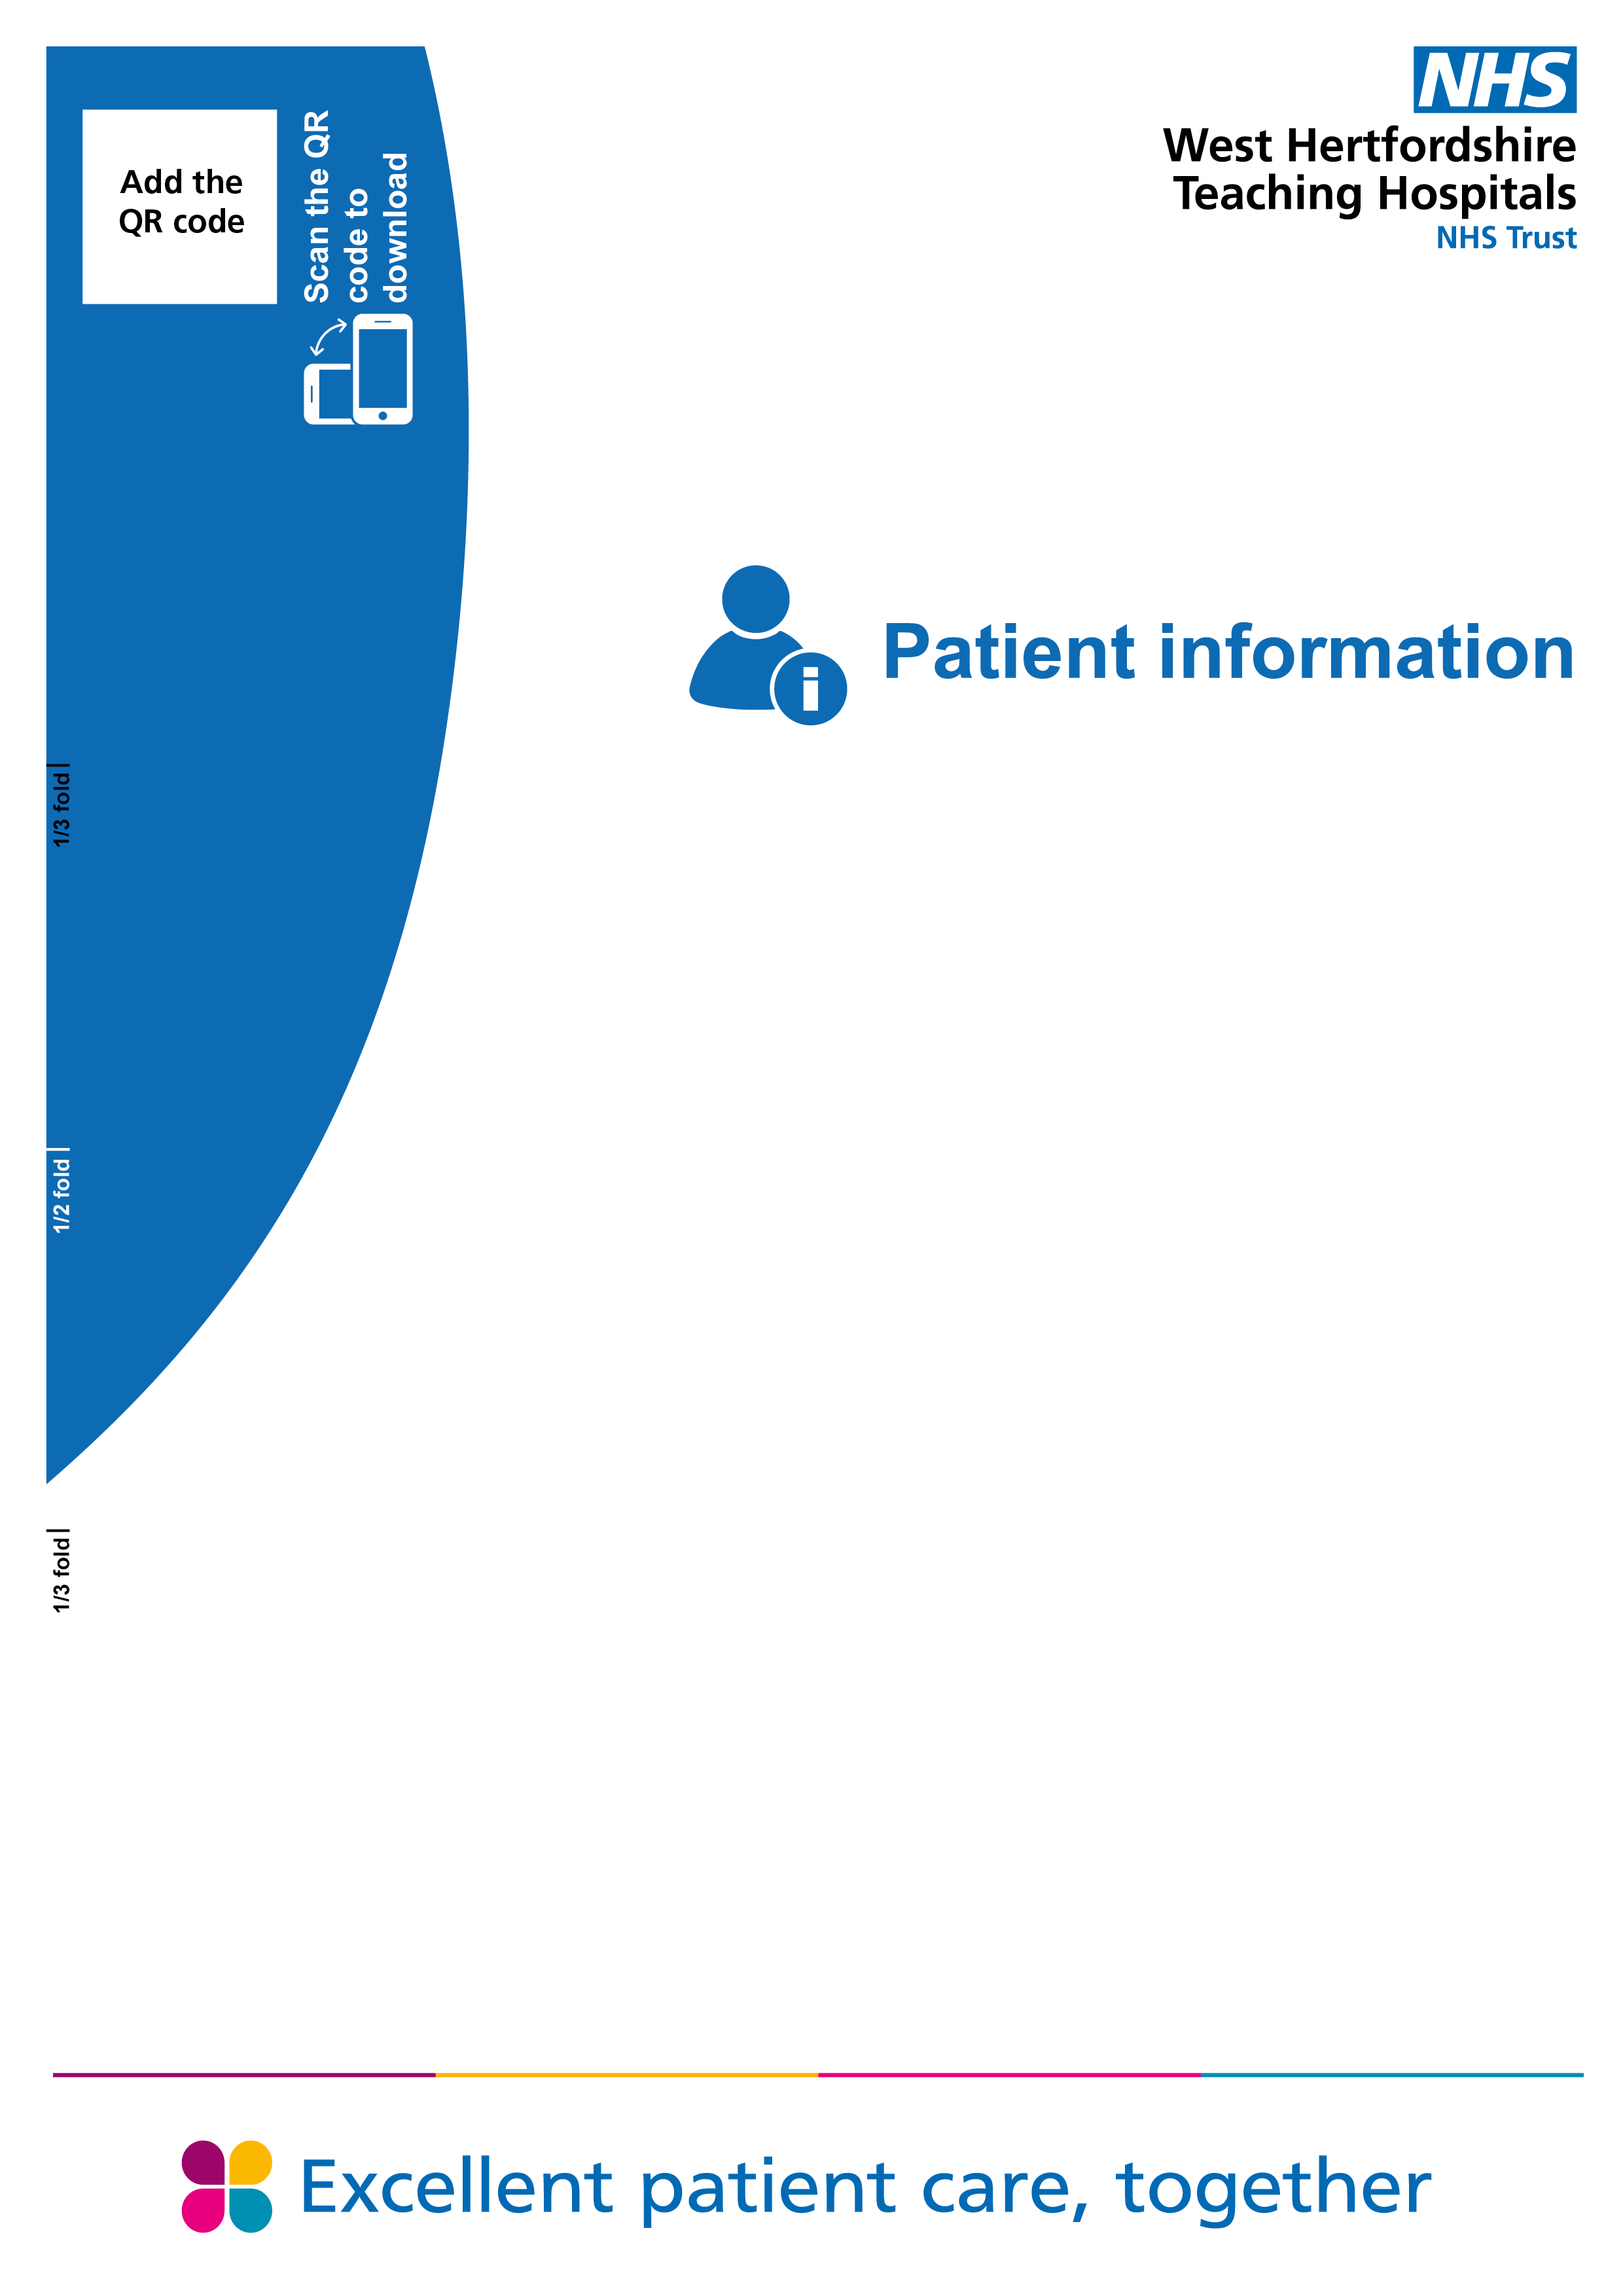 Add the
QR code
Scan the QR
code to
download
NHS
West Hertfordshire
Teaching Hospitals
NHS Trust
i
Patient information
1/3 fold
1/2 fold
1/3 fold
Excellent patient care, together